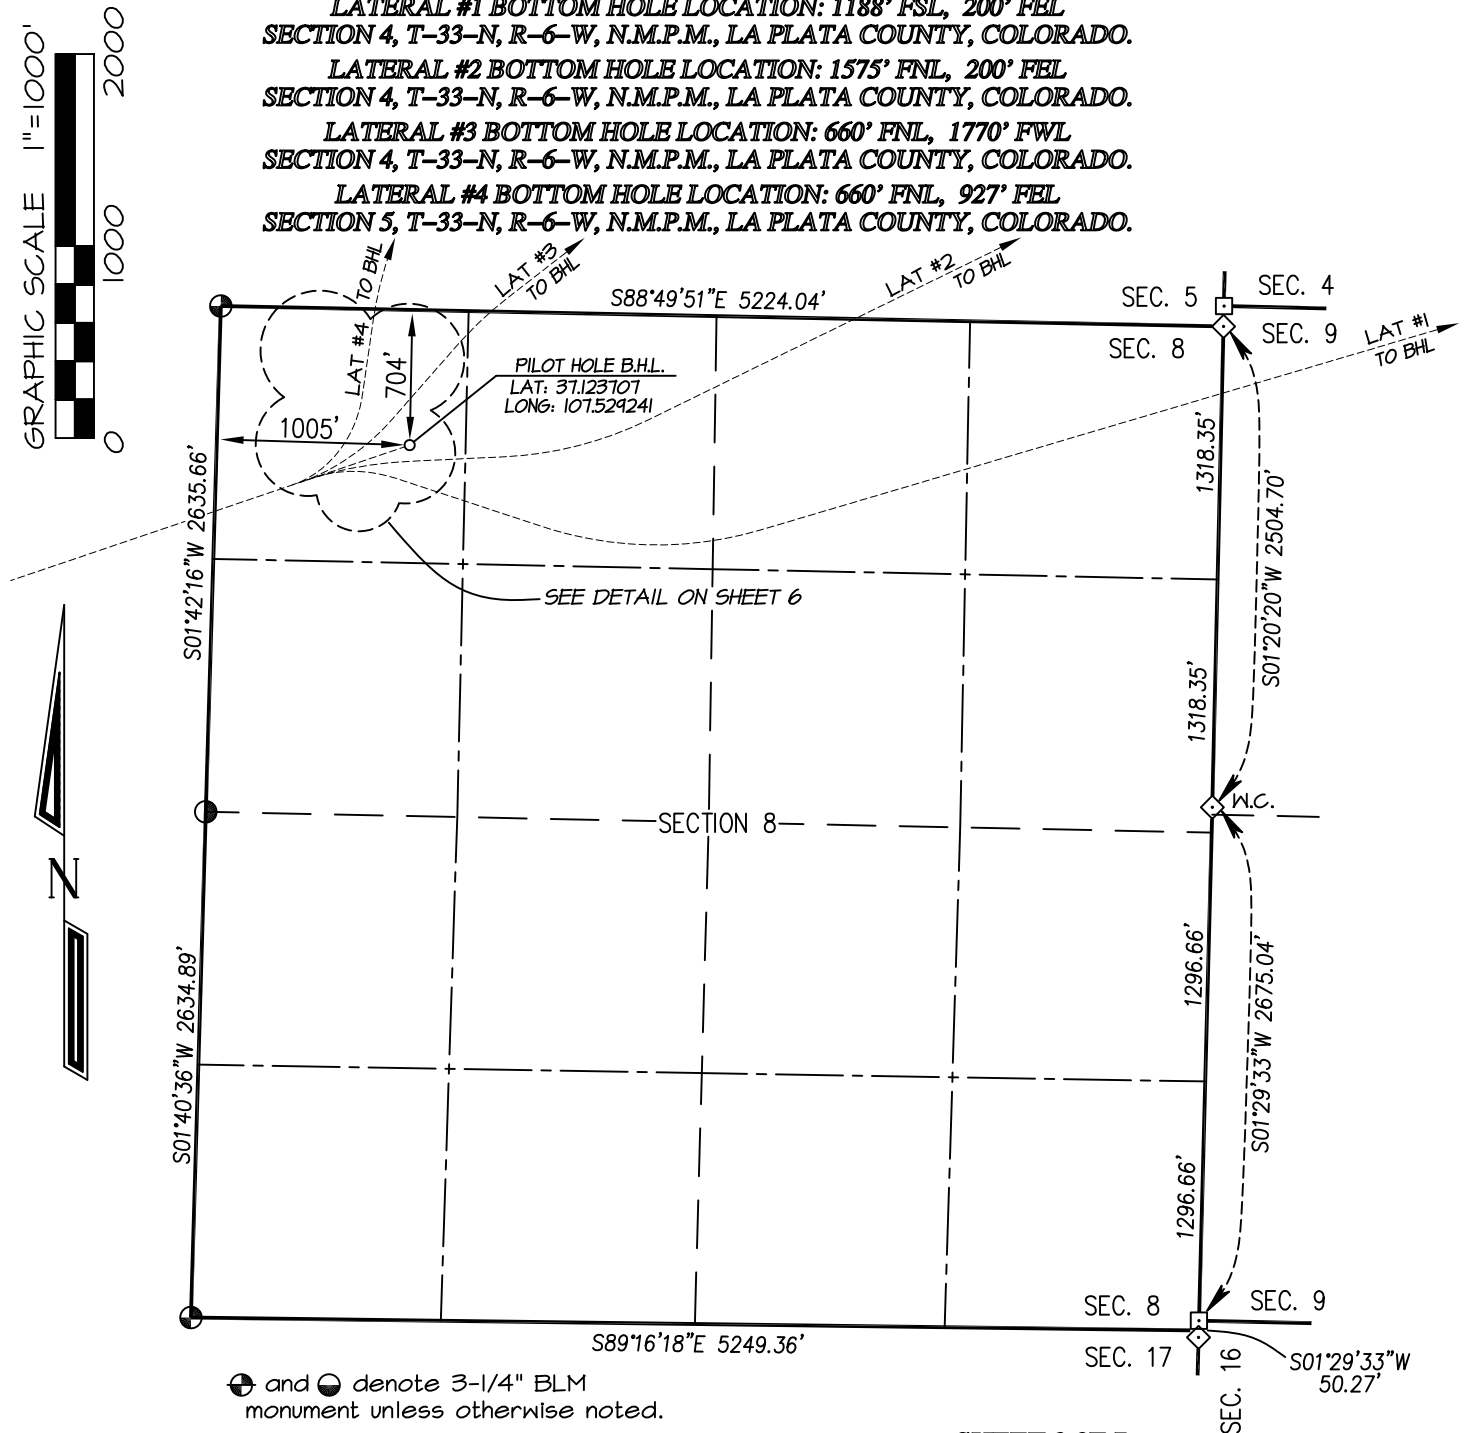 LATERAL #1 BOTTOM HOLE LOCATION: 1188' FSL, 200' FEL
SECTION 4, T–33–N, R–6–W, N.M.P.M., LA PLATA COUNTY, COLORADO.
LATERAL #2 BOTTOM HOLE LOCATION: 1575' FNL, 200' FEL
SECTION 4, T–33–N, R–6–W, N.M.P.M., LA PLATA COUNTY, COLORADO.
LATERAL #3 BOTTOM HOLE LOCATION: 660' FNL, 1770' FWL
SECTION 4, T–33–N, R–6–W, N.M.P.M., LA PLATA COUNTY, COLORADO.
LATERAL #4 BOTTOM HOLE LOCATION: 660' FNL, 927' FEL
SECTION 5, T–33–N, R–6–W, N.M.P.M., LA PLATA COUNTY, COLORADO.
GRAPHIC SCALE 1"=1000'
2000
1000
0
LAT #4 TO BHL
LAT #3
TO BHL
LAT #2
TO BHL
LAT #1
TO BHL
S88°49'51"E 5224.04'
SEC. 5
SEC. 4
SEC. 8
SEC. 9
704'
1005'
PILOT HOLE B.H.L.
LAT: 37.123707
LONG: 107.529241
S01°42'16"W 2635.66'
1318.35'
S01°20'20"W 2504.70'
1318.35'
SEE DETAIL ON SHEET 6
W.C.
SECTION 8
N
S01°40'36"W 2634.89'
1296.66'
S01°29'33"W 2675.04'
1296.66'
SEC. 8
SEC. 9
S89°16'18"E 5249.36'
SEC. 17
SEC. 16
S01°29'33"W
50.27'
and denote 3-1/4" BLM
monument unless otherwise noted.